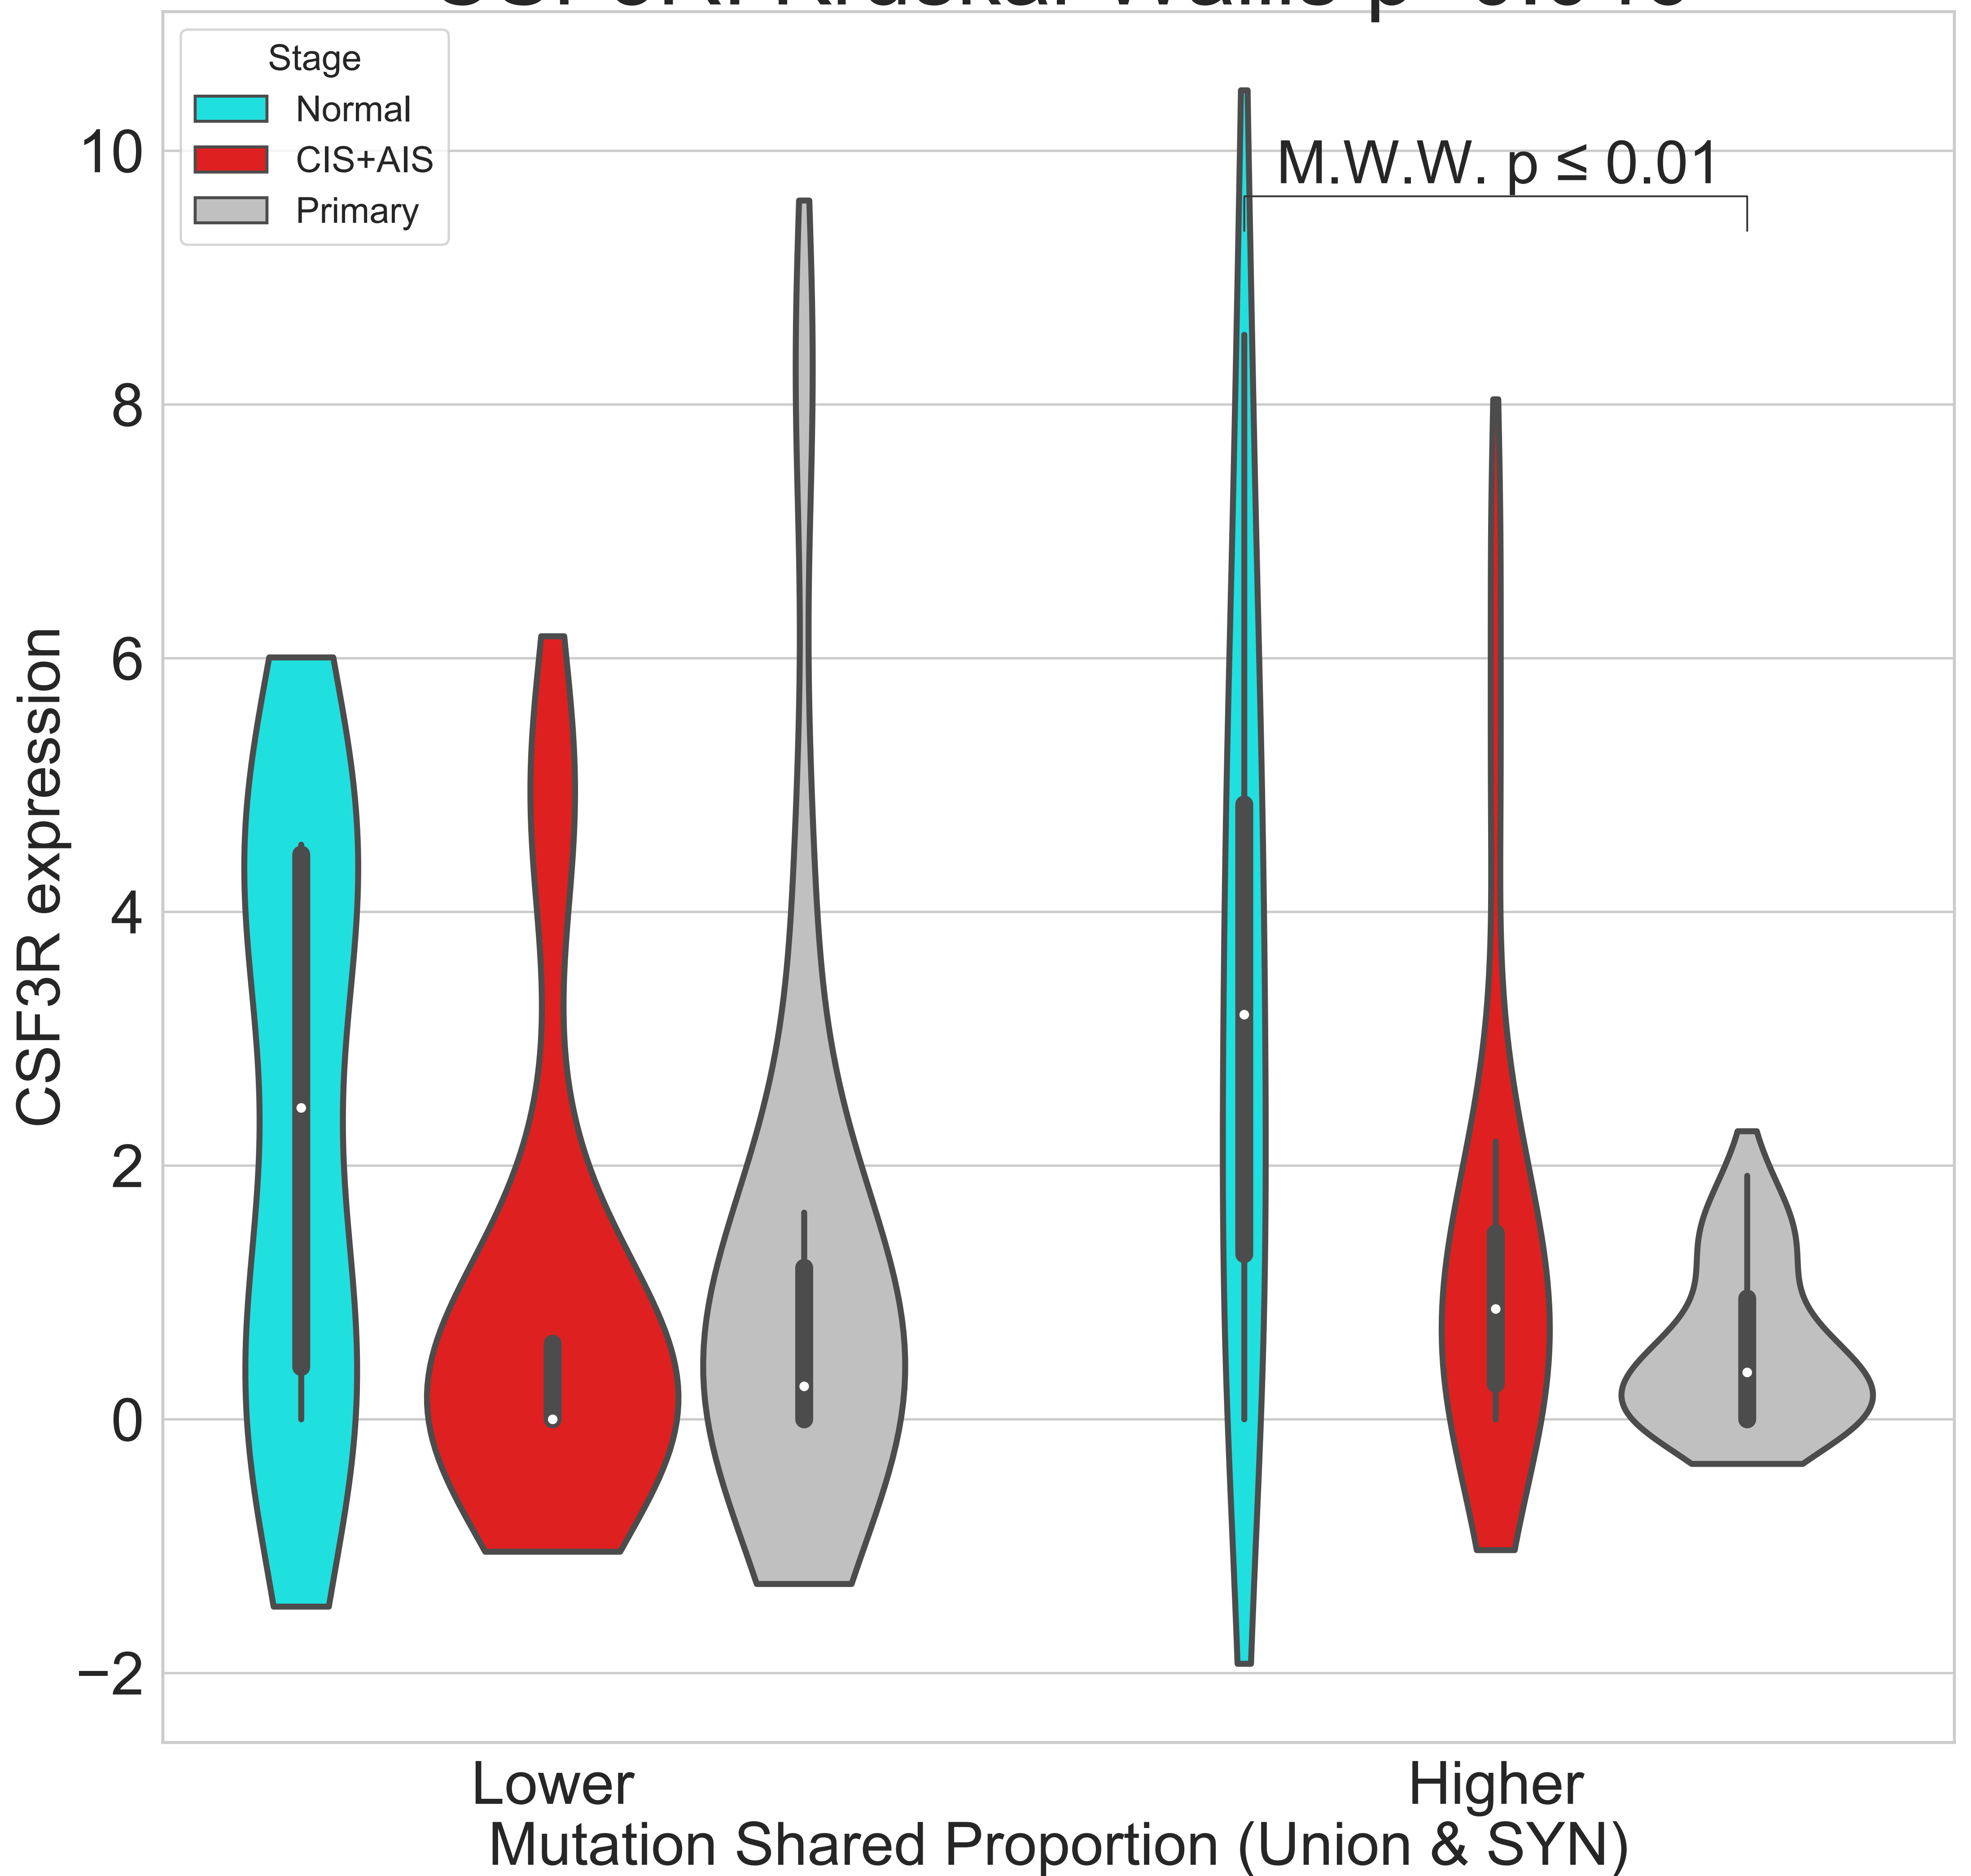 Stage
Normal
CIS+AIS
Primary
M.W.W. p ≤ 0.01
10
8
6
4
2
0
−2
CSF3R expression
Lower
Higher
Mutation Shared Proportion (Union & SYN)